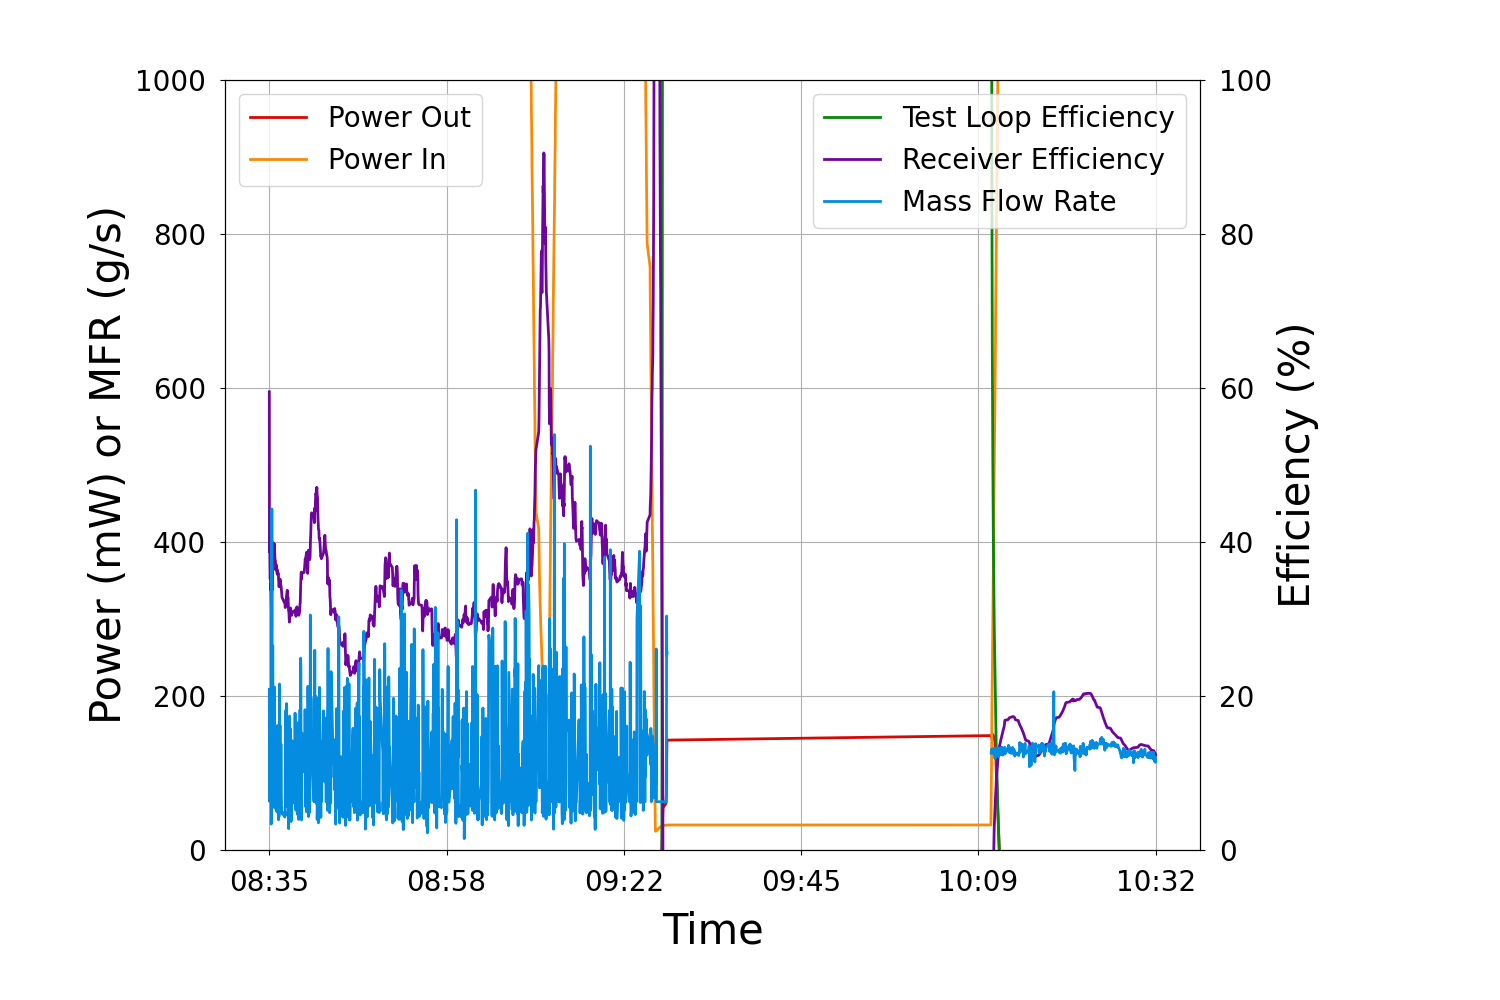 Power Out
Power In
Test Loop Efficiency
Receiver Efficiency
Mass Flow Rate
1000
800
600
400
200
0
100
80
60
40
20
0
Power (mW) or MFR (g/s)
Efficiency (%)
08:35
08:58
09:22
09:45
10:09
10:32
Time